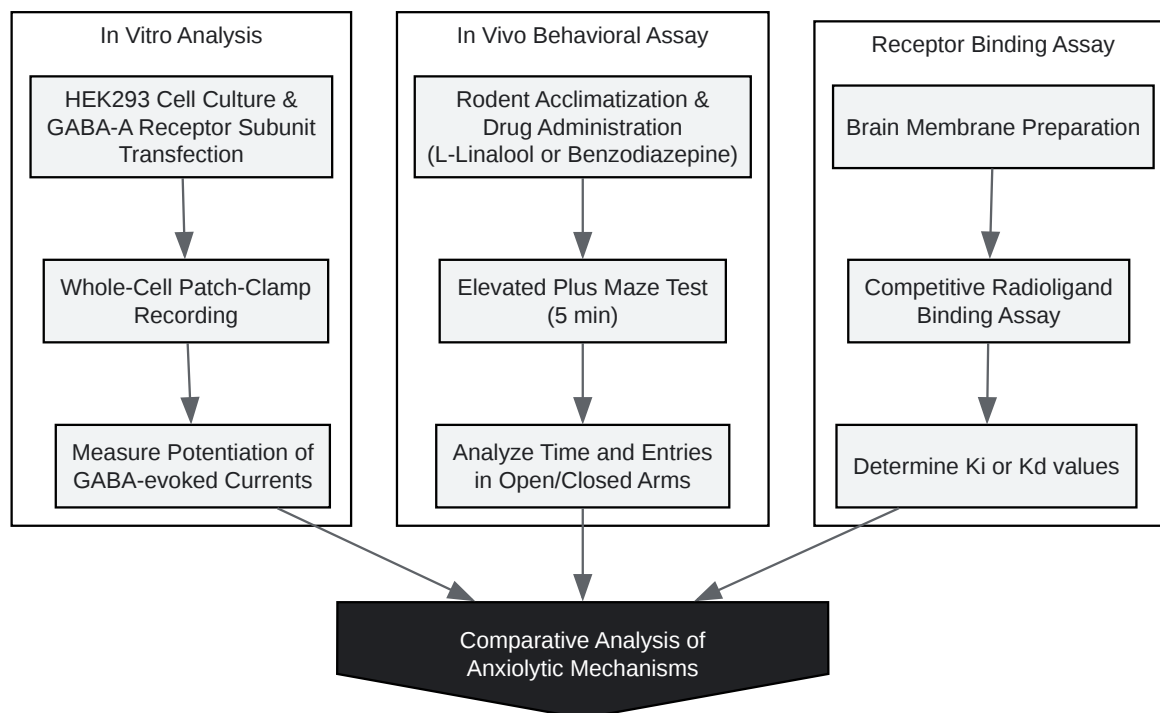 In Vitro Analysis
HEK293 Cell Culture &
GABA-A Receptor Subunit
Transfection
Whole-Cell Patch-Clamp
Recording
Measure Potentiation of
GABA-evoked Currents
In Vivo Behavioral Assay
Rodent Acclimatization &
Drug Administration
(L-Linalool or Benzodiazepine)
Elevated Plus Maze Test
(5 min)
Analyze Time and Entries
in Open/Closed Arms
Receptor Binding Assay
Brain Membrane Preparation
Competitive Radioligand
Binding Assay
Determine Ki or Kd values
Comparative Analysis of
Anxiolytic Mechanisms